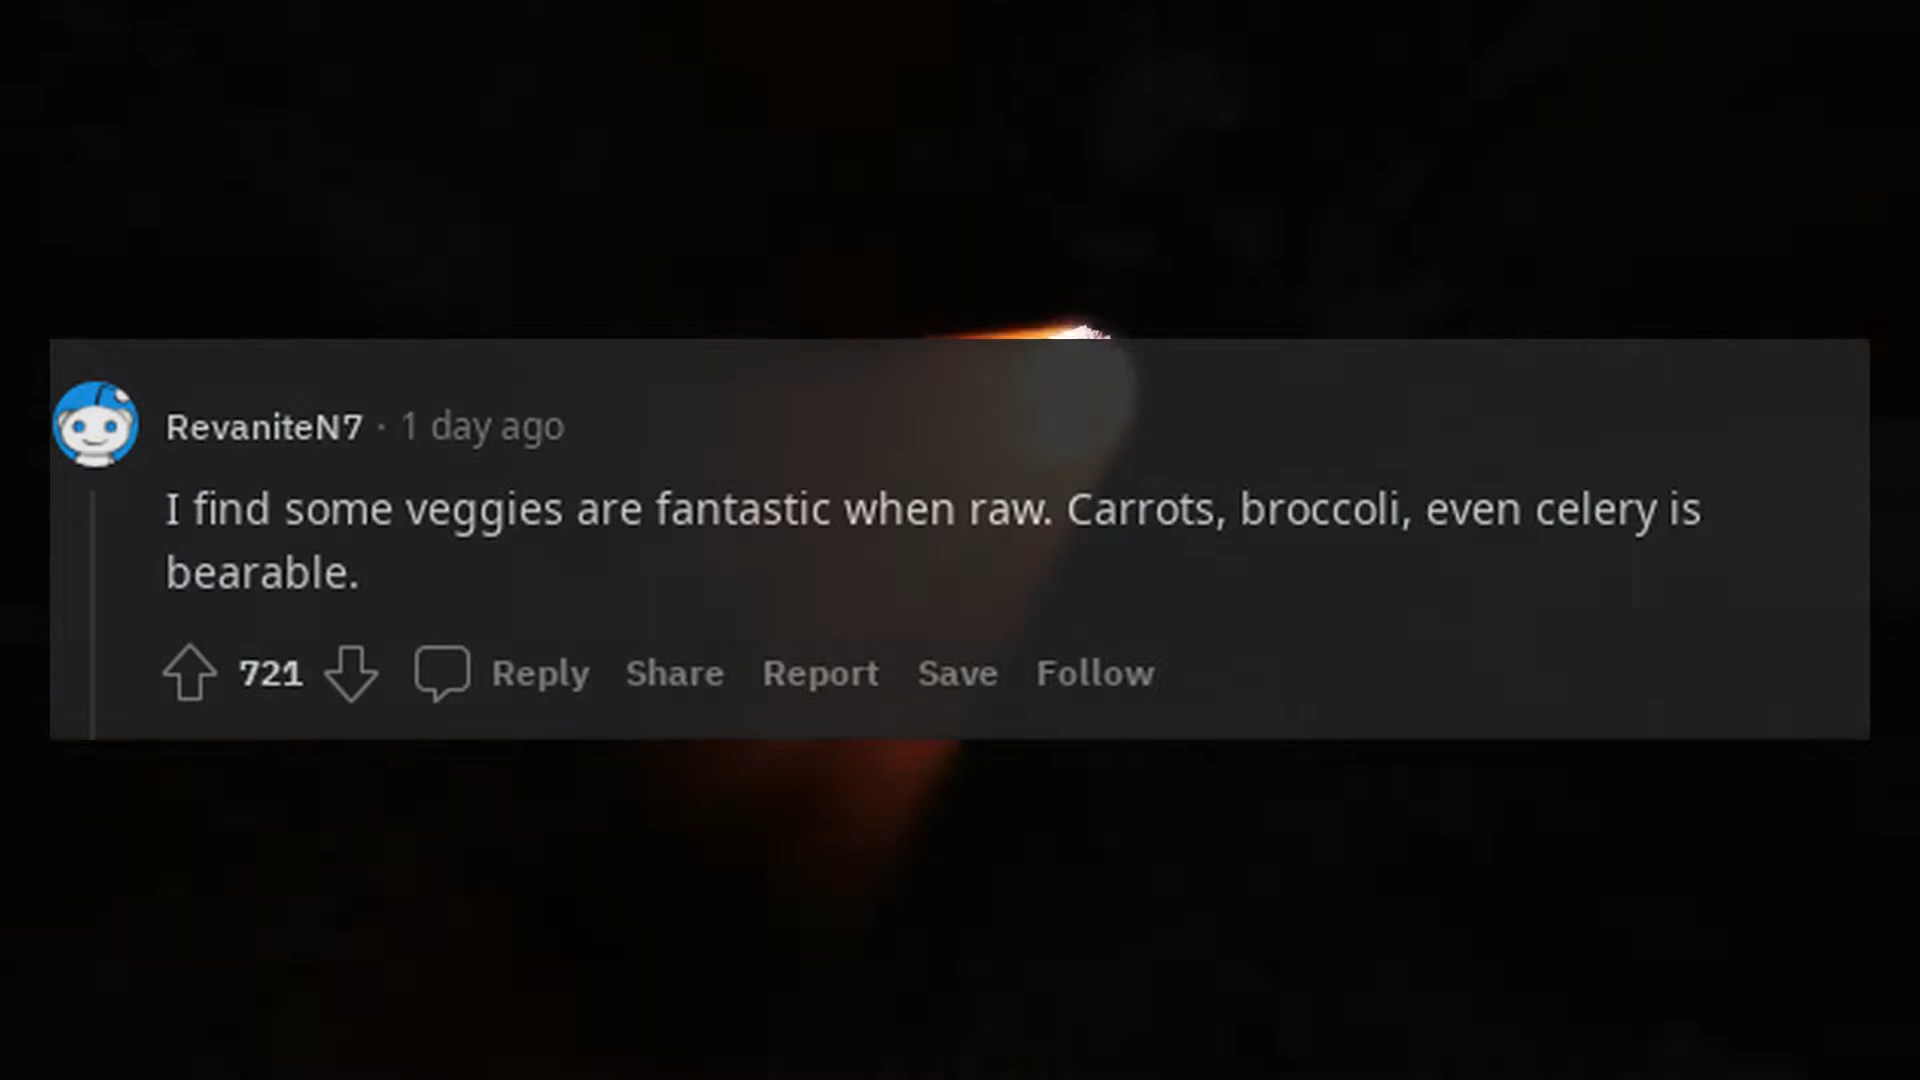 RevaniteN7 · 1 day ago
I find some veggies are fantastic when raw. Carrots, broccoli, even celery is
bearable.
721 Reply Share Report Save Follow